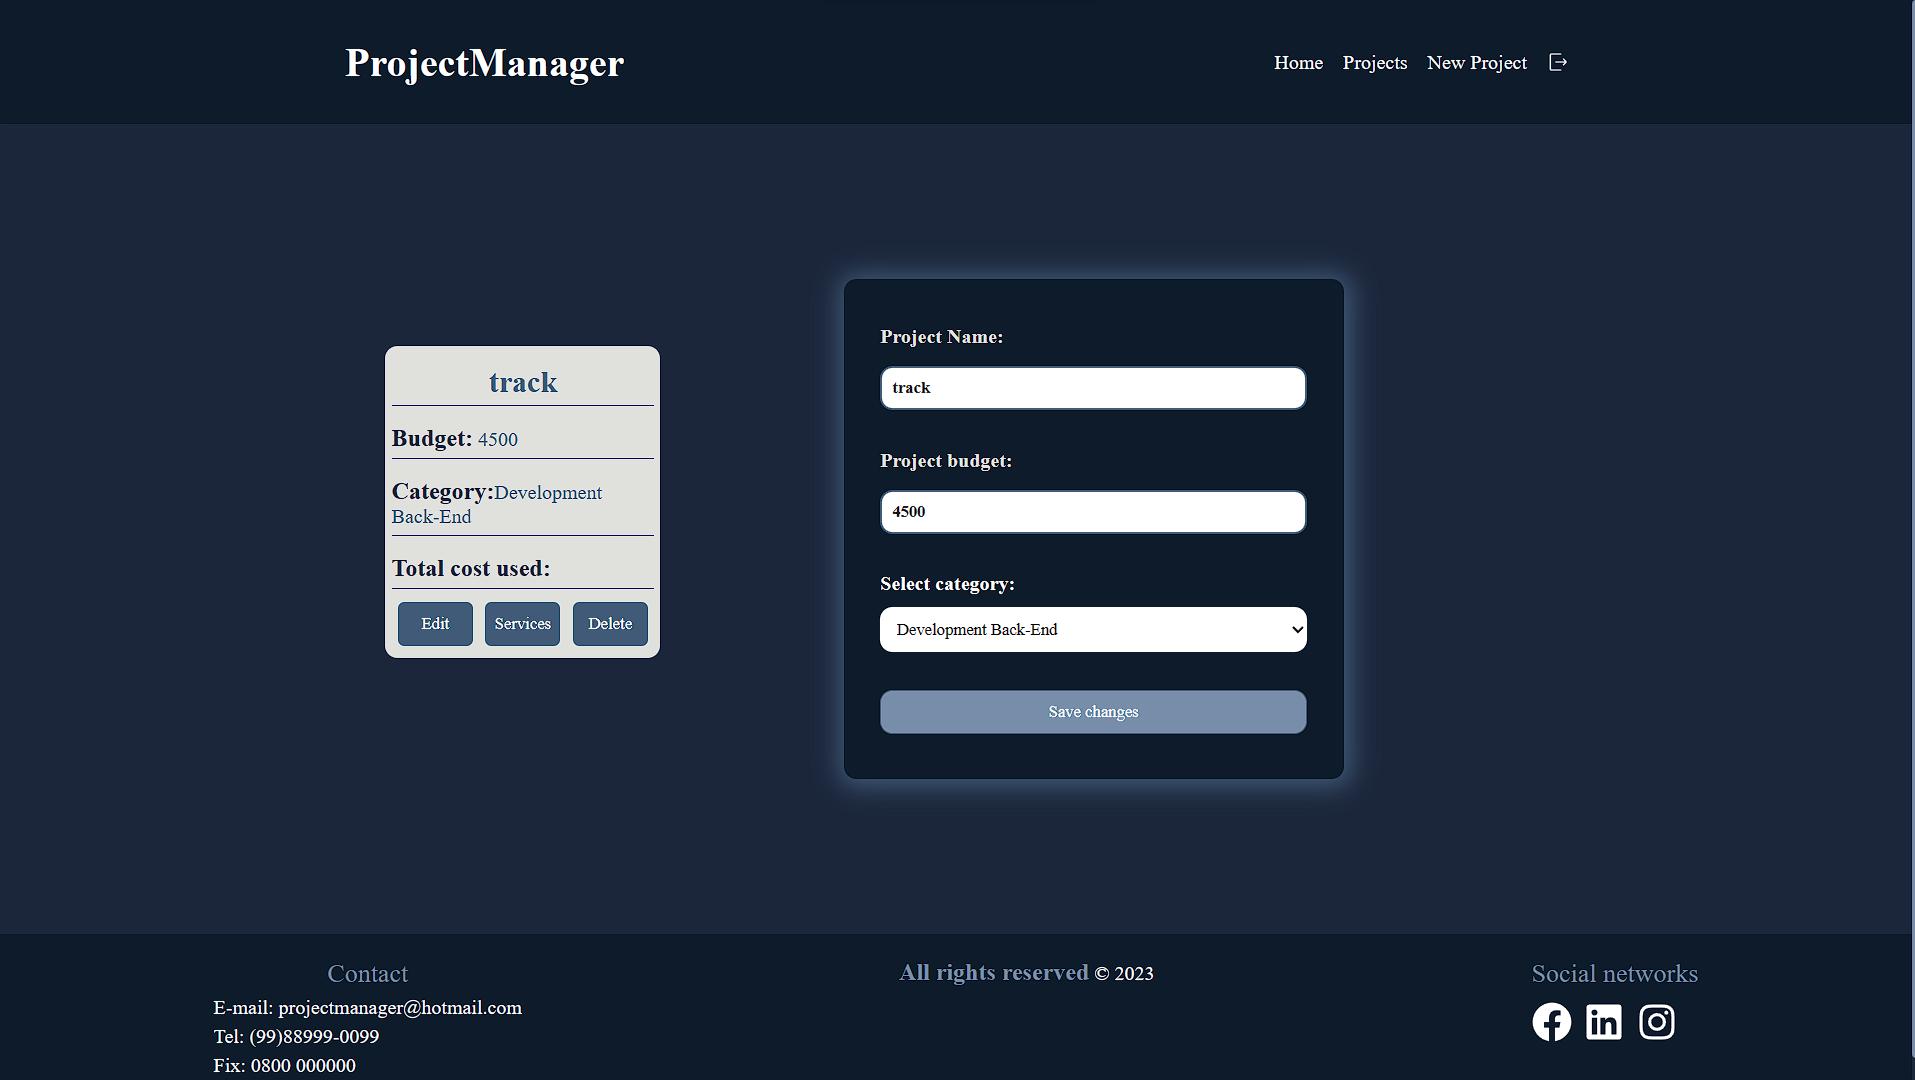 ProjectManager
Home Projects New Project
track
Budget: 4500
Category:Development
Back-End
Total cost used:
Edit Services Delete
Project Name:
track
Project budget:
4500
Select category:
Development Back-End
Save changes
Contact
E-mail: projectmanager@hotmail.com
Tel: (99)88999-0099
Fix: 0800 000000
All rights reserved © 2023
Social networks